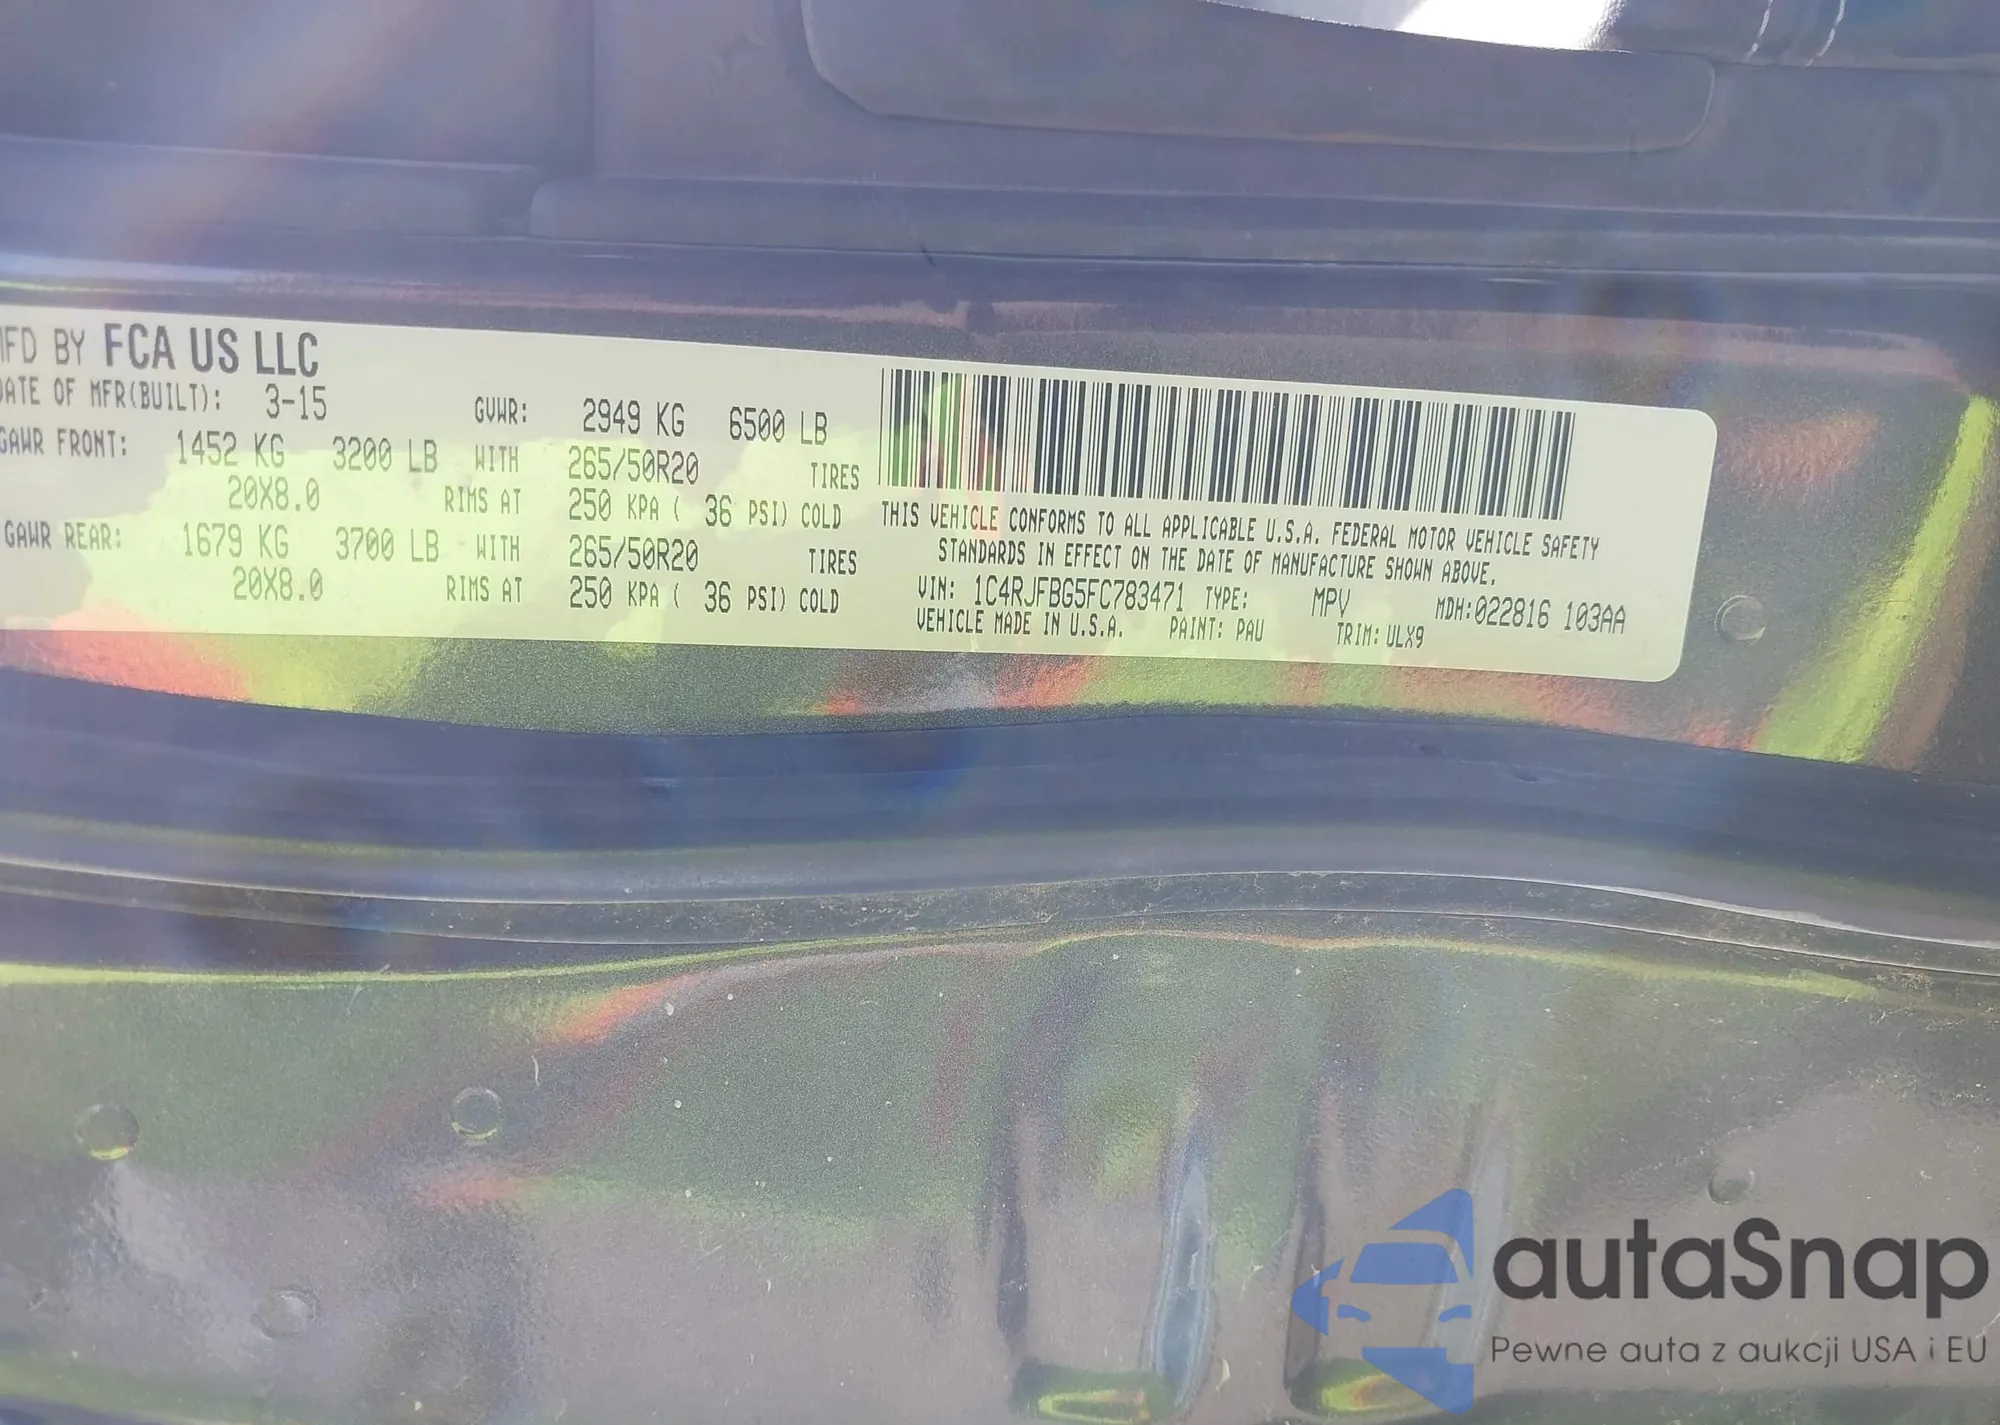 MFD BY FCA US LLC
DATE OF MFR(BUILT): 3-15 GVWR: 2949 KG 6500 LB
GAWR FRONT: 1452 KG 3200 LB WITH 265/50R20 TIRES
20X8.0 RIMS AT 250 KPA ( 36 PSI) COLD
GAWR REAR: 1679 KG 3700 LB WITH 265/50R20 TIRES
20X8.0 RIMS AT 250 KPA ( 36 PSI) COLD
THIS VEHICLE CONFORMS TO ALL APPLICABLE U.S.A. FEDERAL MOTOR VEHICLE SAFETY
STANDARDS IN EFFECT ON THE DATE OF MANUFACTURE SHOWN ABOVE.
VIN: 1C4RJFBG5FC783471 TYPE: MPV MDH:022816 103AA
VEHICLE MADE IN U.S.A. PAINT: PAU TRIM: ULX9
autaSnap
Pewne auta z aukcji USA i EU